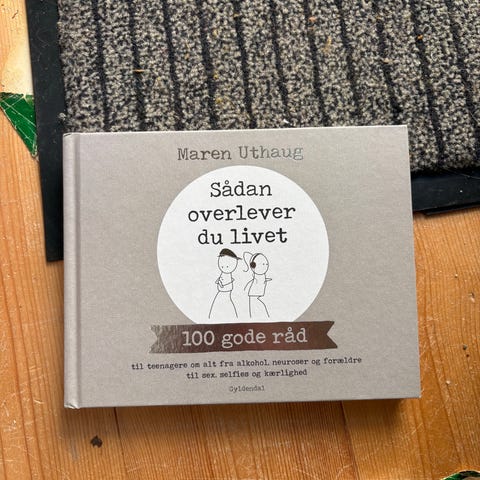 Maren Uthaug
Sådan
overlever
du livet
100 gode råd
til teenagere om alt fra alkohol, neuroser og forældre
til sex, selfies og kærlighed
Gyldendal